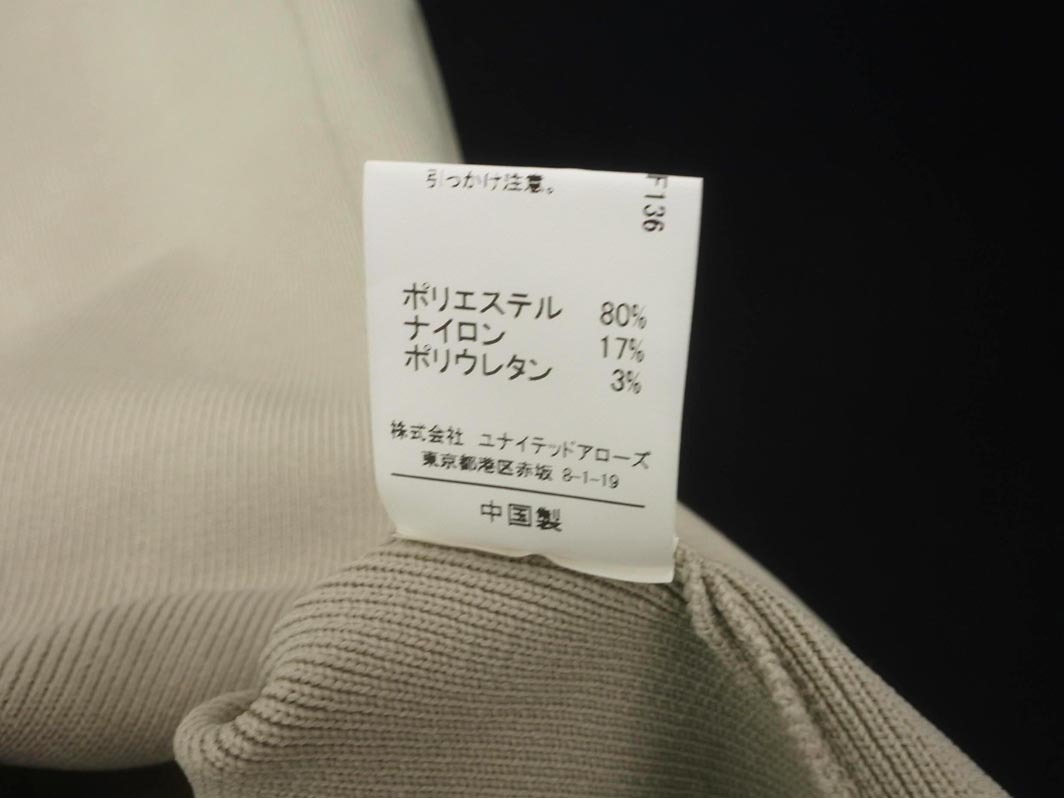 引っかけ注意。
F136
ポリエステル 80%
ナイロン 17%
ポリウレタン 3%
株式会社 ユナイテッドアローズ
東京都港区赤坂 8-1-19
中国製